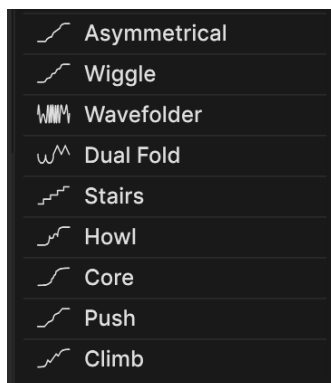 Asymmetrical
Wiggle
Wavefolder
Dual Fold
Stairs
Howl
Core
Push
Climb